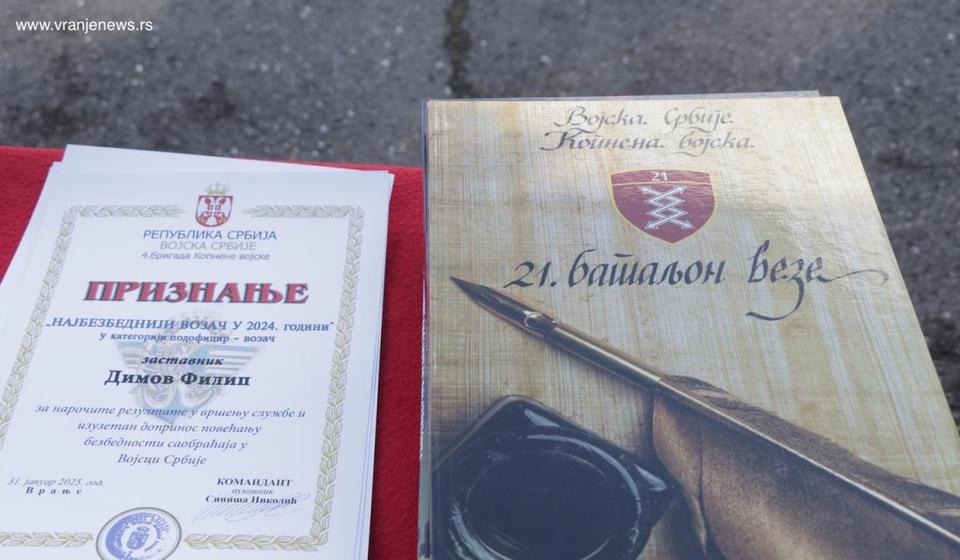 www.vranjenews.rs
РЕПУБЛИКА СРБИЈА
ВОЈСКА СРБИЈЕ
4.бригада Копнене војске
ПРИЗНАЊЕ
„НАЈБЕЗБЕДНИЈИ ВОЗАЧ У 2024. години"
У категорији подофицир – возач
заставник
Димов Филип
за нарочите резултате у вршењу службе и
изузетан допринос повећању
безбедности саобраћаја у
Војсци Србије
31. јануар 2025. год.
Врање
КОМАНДАНТ
пуковник
Синиша Николић
Војска Србије
Копнена војска
21
21. батаљон везе